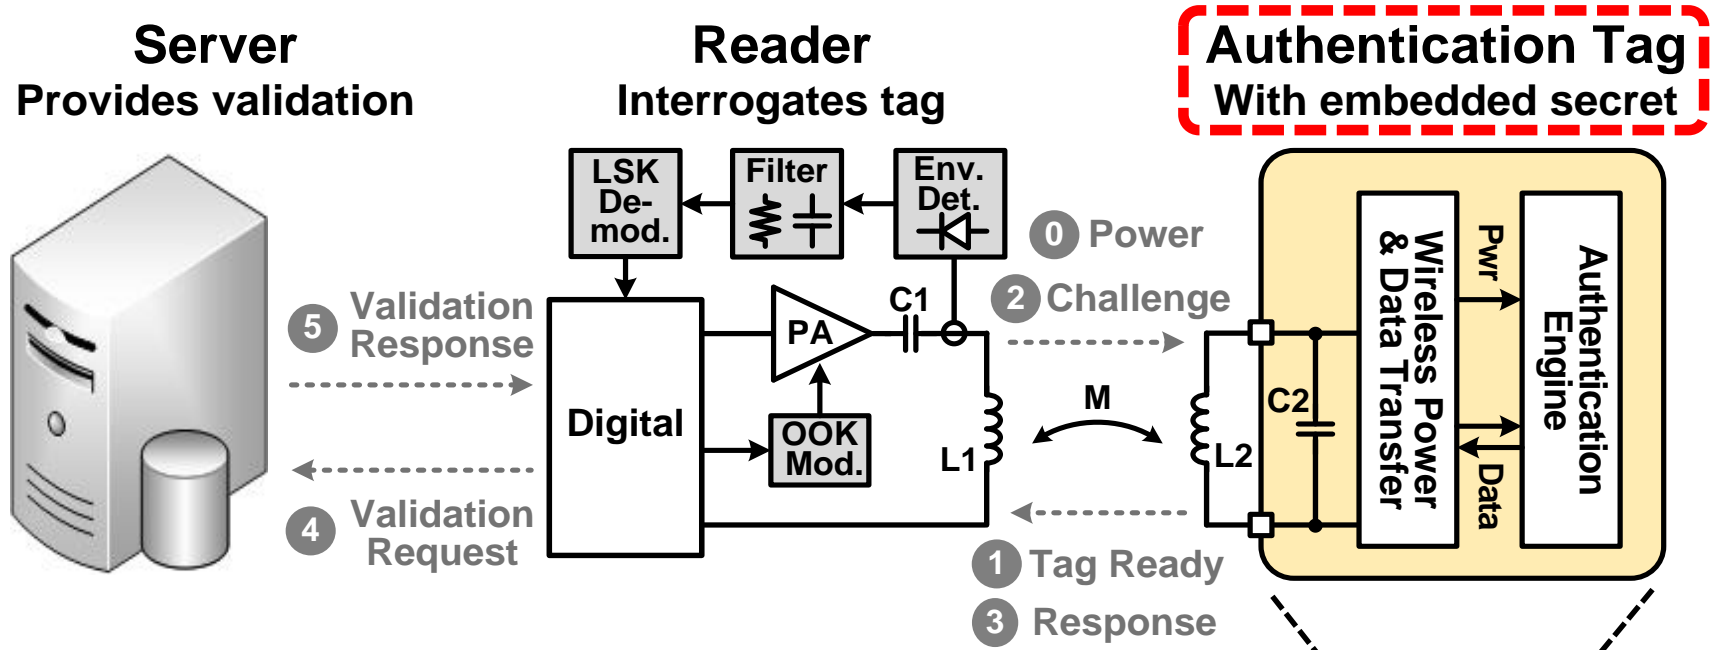 Server
Provides validation
Reader
Interrogates tag
Authentication Tag
With embedded secret
LSK
De-
mod.
Filter
Env.
Det.
0 Power
2 Challenge
5 Validation
Response
C1
PA
Digital
OOK
Mod.
L1
M
L2
C2
Wireless Power
& Data Transfer
Pwr
Data
Authentication
Engine
4 Validation
Request
1 Tag Ready
3 Response